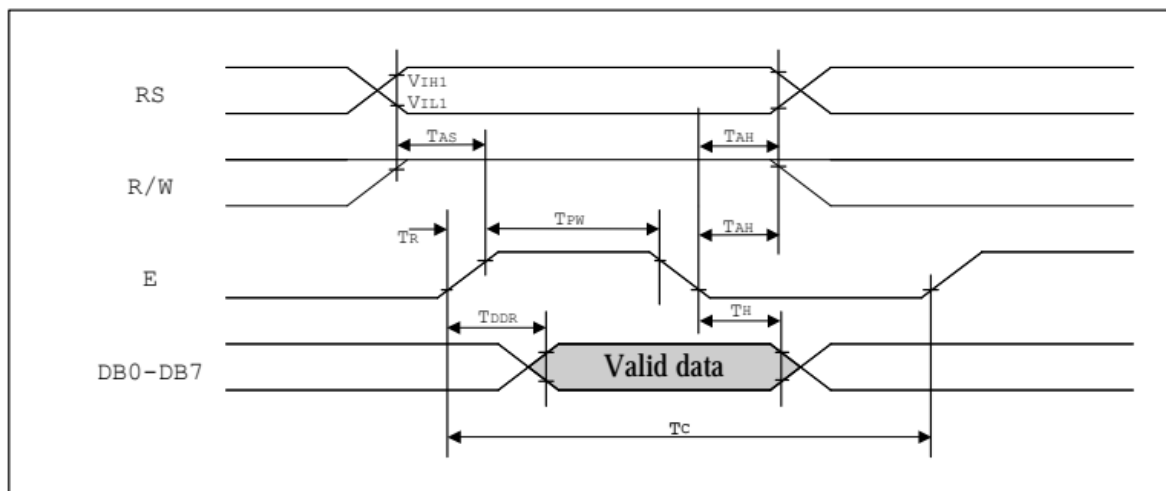 RS
VIH1
VIL1
TAS
TAH
R/W
TPW
TAH
TR
E
TDDR
TH
DB0-DB7
Valid data
TC